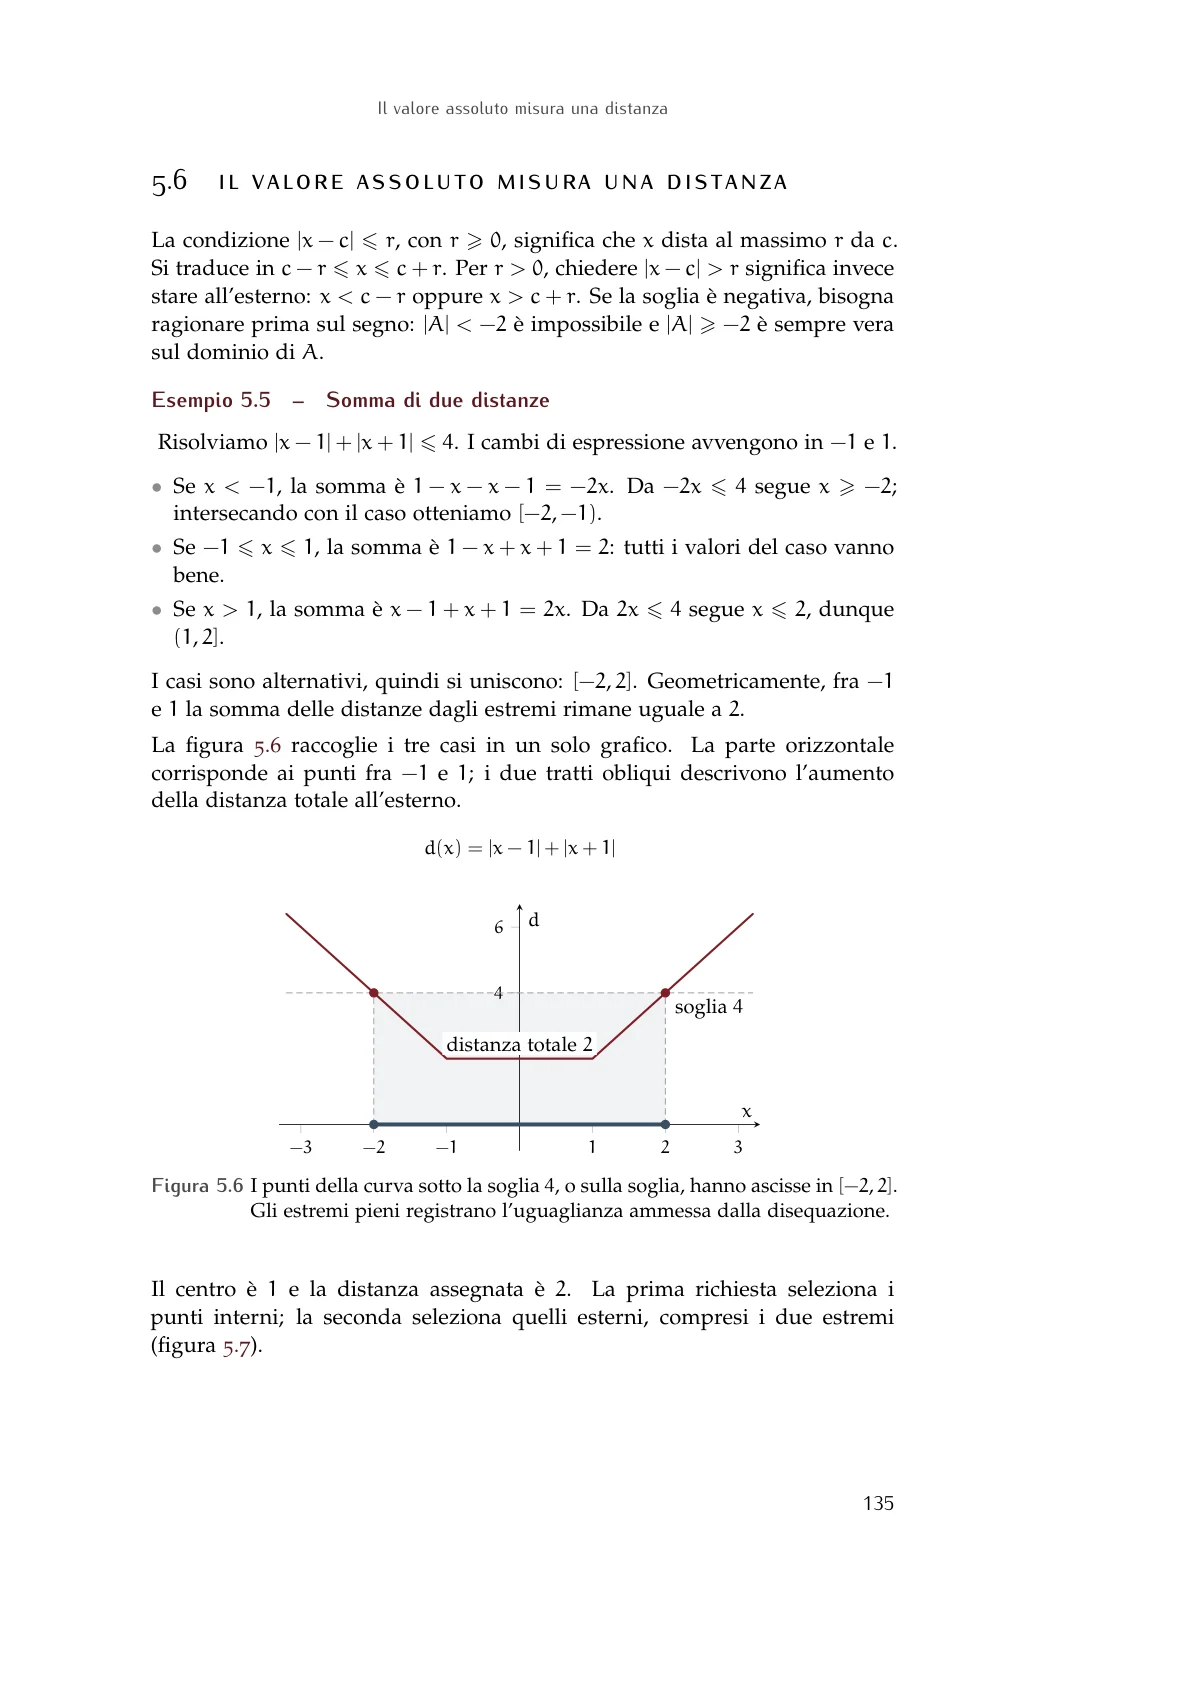 Il valore assoluto misura una distanza
5.6 IL VALORE ASSOLUTO MISURA UNA DISTANZA
La condizione |x − c| ⩽ r, con r ⩾ 0, significa che x dista al massimo r da c.
Si traduce in c − r ⩽ x ⩽ c + r. Per r > 0, chiedere |x − c| > r significa invece
stare all'esterno: x < c − r oppure x > c + r. Se la soglia è negativa, bisogna
ragionare prima sul segno: |A| < −2 è impossibile e |A| ⩾ −2 è sempre vera
sul dominio di A.
Esempio 5.5 – Somma di due distanze
Risolviamo |x − 1| + |x + 1| ⩽ 4. I cambi di espressione avvengono in −1 e 1.
• Se x < −1, la somma è 1 − x − x − 1 = −2x. Da −2x ⩽ 4 segue x ⩾ −2;
intersecando con il caso otteniamo [−2, −1).
• Se −1 ⩽ x ⩽ 1, la somma è 1 − x + x + 1 = 2: tutti i valori del caso vanno
bene.
• Se x > 1, la somma è x − 1 + x + 1 = 2x. Da 2x ⩽ 4 segue x ⩽ 2, dunque
(1, 2].
I casi sono alternativi, quindi si uniscono: [−2, 2]. Geometricamente, fra −1
e 1 la somma delle distanze dagli estremi rimane uguale a 2.
La figura 5.6 raccoglie i tre casi in un solo grafico. La parte orizzontale
corrisponde ai punti fra −1 e 1; i due tratti obliqui descrivono l'aumento
della distanza totale all'esterno.
d(x) = |x − 1| + |x + 1|
6 d
4
soglia 4
distanza totale 2
x
−3 −2 −1 1 2 3
Figura 5.6 I punti della curva sotto la soglia 4, o sulla soglia, hanno ascisse in [−2, 2].
Gli estremi pieni registrano l'uguaglianza ammessa dalla disequazione.
Il centro è 1 e la distanza assegnata è 2. La prima richiesta seleziona i
punti interni; la seconda seleziona quelli esterni, compresi i due estremi
(figura 5.7).
135